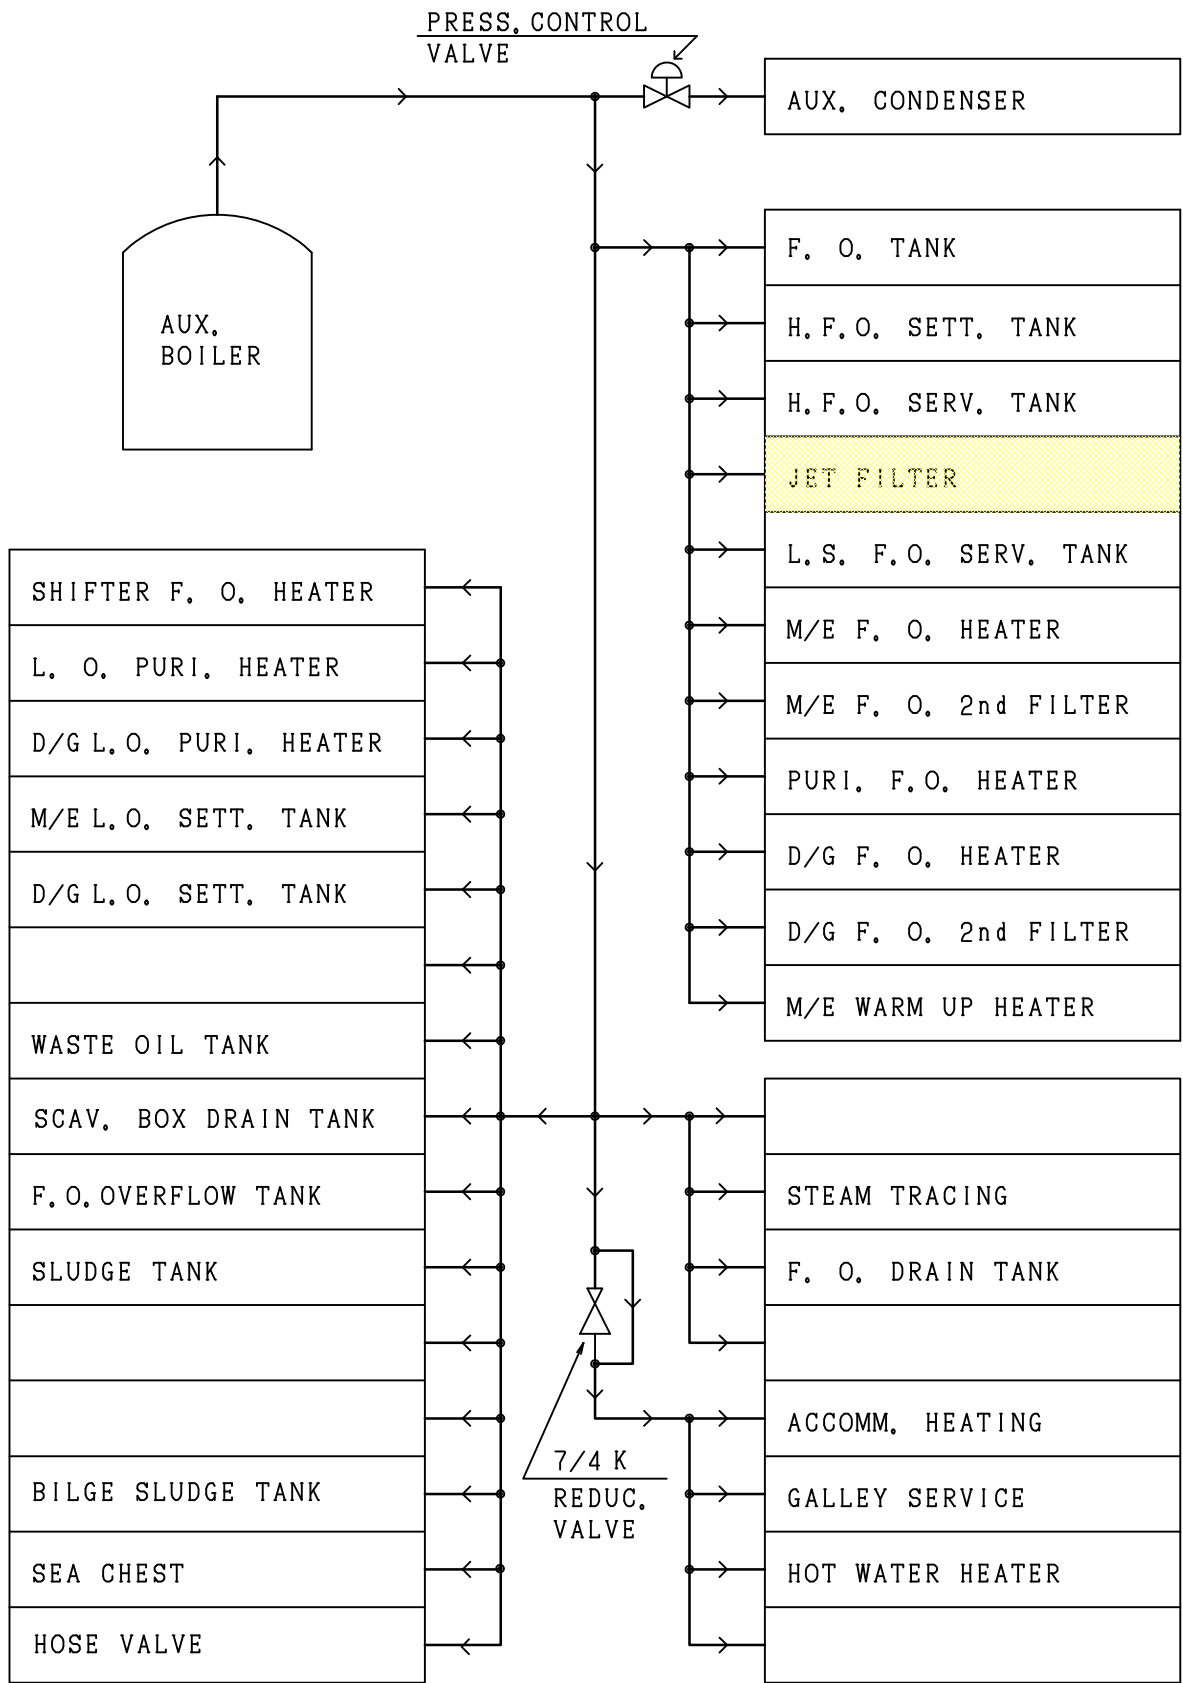 PRESS. CONTROL
VALVE
AUX. CONDENSER
AUX.
BOILER
F. O. TANK
H.F.O. SETT. TANK
H.F.O. SERV. TANK
JET FILTER
L.S. F.O. SERV. TANK
M/E F. O. HEATER
M/E F. O. 2nd FILTER
PURI. F.O. HEATER
D/G F. O. HEATER
D/G F. O. 2nd FILTER
M/E WARM UP HEATER
SHIFTER F. O. HEATER
L. O. PURI. HEATER
D/G L.O. PURI. HEATER
M/E L.O. SETT. TANK
D/G L.O. SETT. TANK
WASTE OIL TANK
SCAV. BOX DRAIN TANK
F.O.OVERFLOW TANK
SLUDGE TANK
BILGE SLUDGE TANK
SEA CHEST
HOSE VALVE
7/4 K
REDUC.
VALVE
STEAM TRACING
F. O. DRAIN TANK
ACCOMM. HEATING
GALLEY SERVICE
HOT WATER HEATER